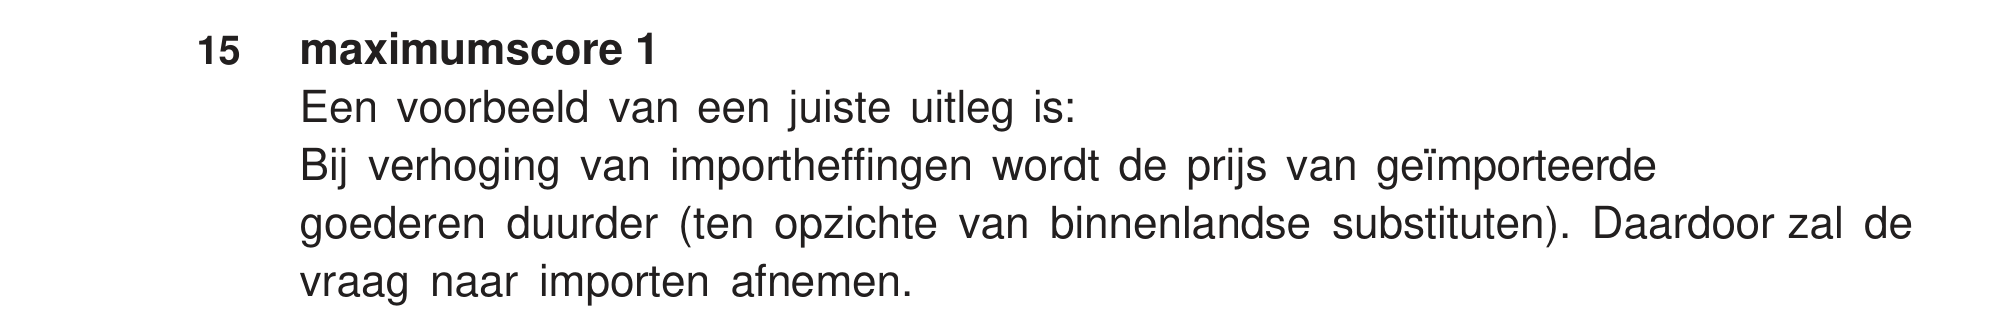 15 maximumscore 1
Een voorbeeld van een juiste uitleg is:
Bij verhoging van importheffingen wordt de prijs van geïmporteerde
goederen duurder (ten opzichte van binnenlandse substituten). Daardoor zal de
vraag naar importen afnemen.